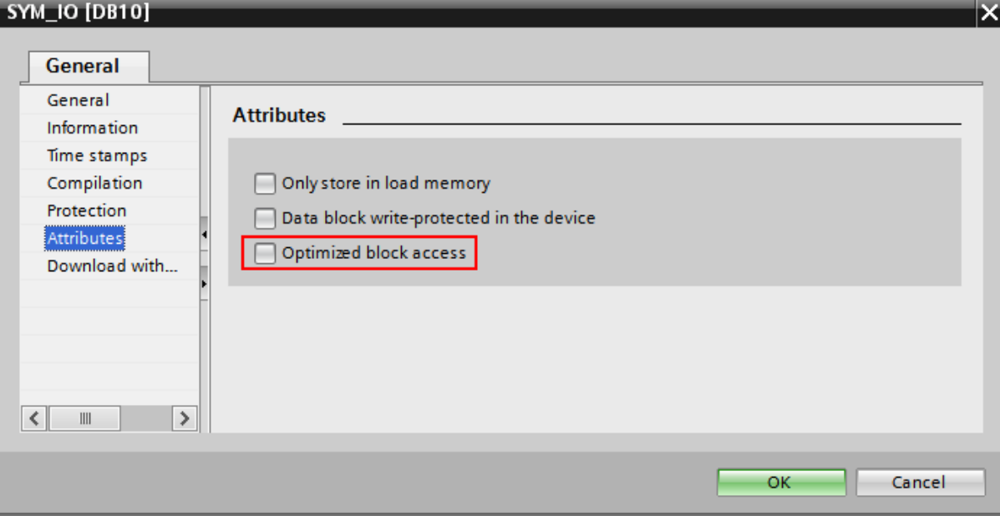 SYM_IO [DB10]
General
General
Information
Time stamps
Compilation
Protection
Attributes
Download with...
Attributes
Only store in load memory
Data block write-protected in the device
Optimized block access
OK
Cancel